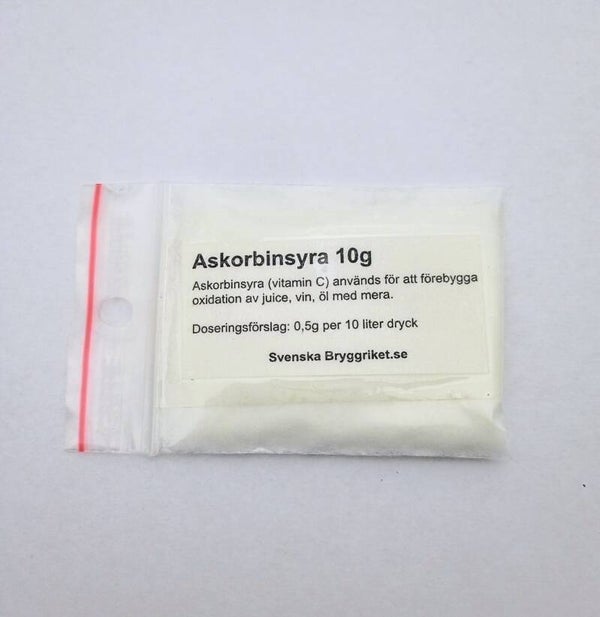 Askorbinsyra 10g
Askorbinsyra (vitamin C) används för att förebygga
oxidation av juice, vin, öl med mera.
Doseringsförslag: 0,5g per 10 liter dryck
Svenska Bryggriket.se